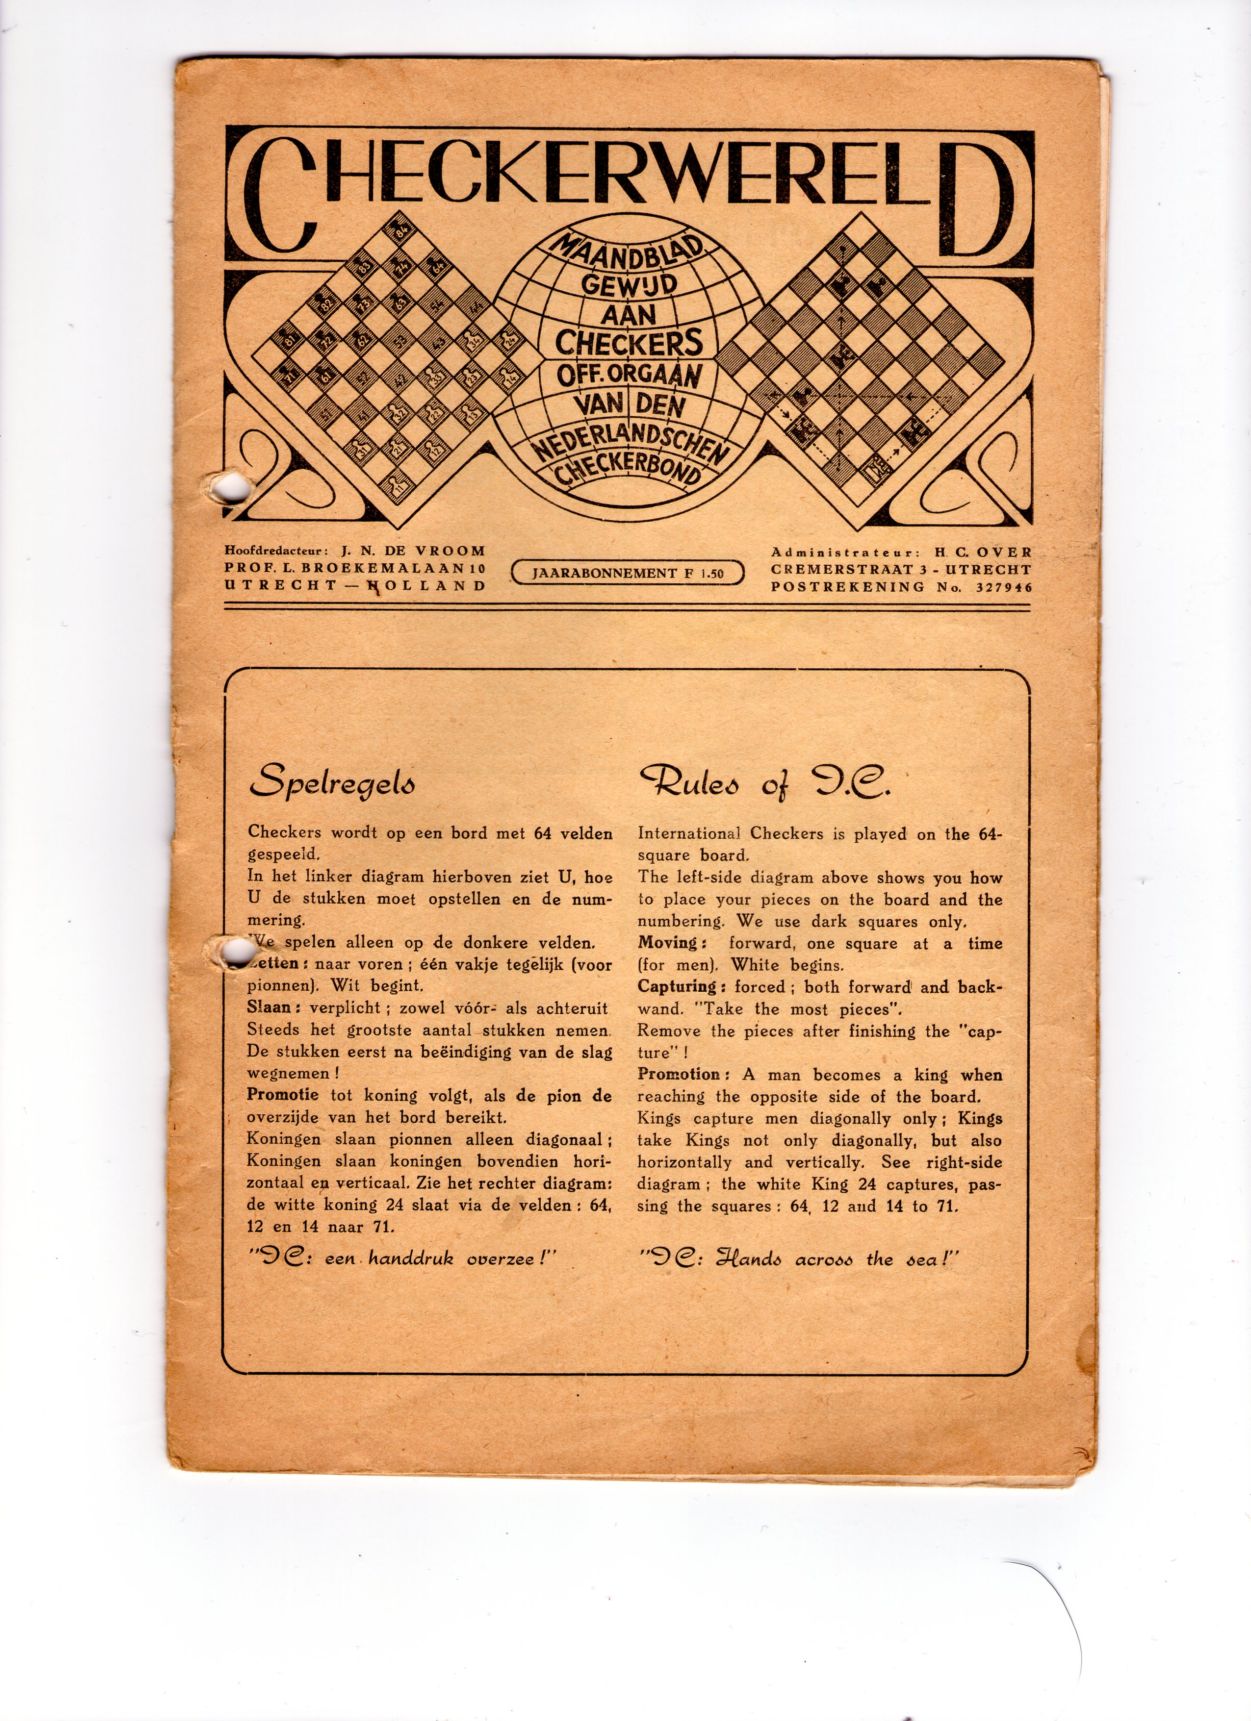 CHECKERWERELD
MAANDBLAD
GEWIJD
AAN
CHECKERS
OFF. ORGAAN
VAN DEN
NEDERLANDSCHEN
CHECKERBOND
Hoofdredacteur: J. N. DE VROOM
PROF. L. BROEKEMALAAN 10
UTRECHT — HOLLAND
JAARABONNEMENT F 1.50
Administrateur: H C. OVER
CREMERSTRAAT 3 - UTRECHT
POSTREKENING No. 327946
Spelregels
Checkers wordt op een bord met 64 velden
gespeeld.
In het linker diagram hierboven ziet U, hoe
U de stukken moet opstellen en de num-
mering.
We spelen alleen op de donkere velden.
Zetten: naar voren; één vakje tegelijk (voor
pionnen). Wit begint.
Slaan: verplicht; zowel vóór- als achteruit
Steeds het grootste aantal stukken nemen.
De stukken eerst na beëindiging van de slag
wegnemen!
Promotie tot koning volgt, als de pion de
overzijde van het bord bereikt.
Koningen slaan pionnen alleen diagonaal;
Koningen slaan koningen bovendien hori-
zontaal en verticaal. Zie het rechter diagram:
de witte koning 24 slaat via de velden: 64,
12 en 14 naar 71.
"IC: een handdruk overzee!"
Rules of I.C.
International Checkers is played on the 64-
square board.
The left-side diagram above shows you how
to place your pieces on the board and the
numbering. We use dark squares only.
Moving: forward, one square at a time
(for men). White begins.
Capturing: forced; both forward and back-
wand. "Take the most pieces".
Remove the pieces after finishing the "cap-
ture"!
Promotion: A man becomes a king when
reaching the opposite side of the board.
Kings capture men diagonally only; Kings
take Kings not only diagonally, but also
horizontally and vertically. See right-side
diagram; the white King 24 captures, pas-
sing the squares: 64, 12 and 14 to 71.
"IC: Hands across the sea!"